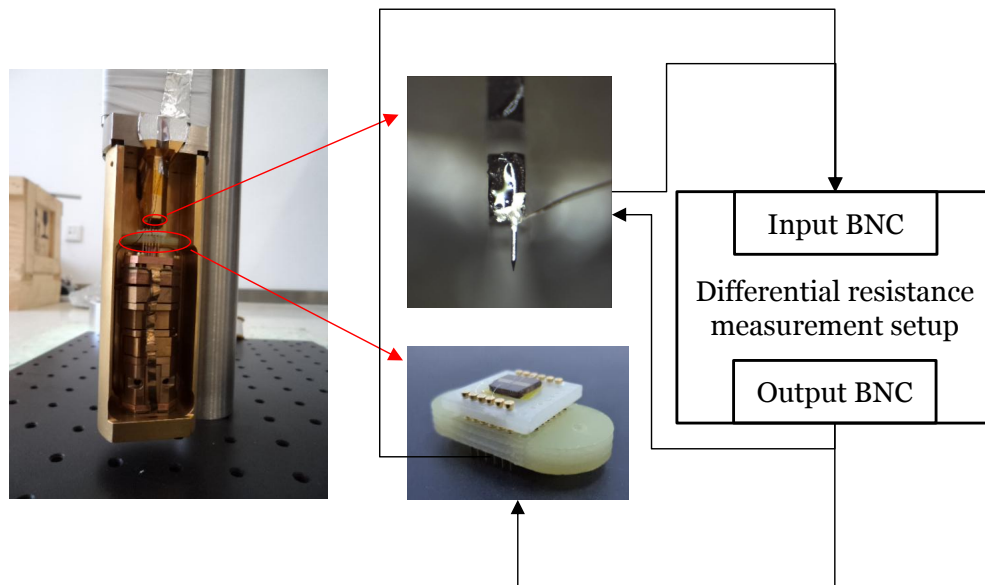 Input BNC
Differential resistance
measurement setup
Output BNC